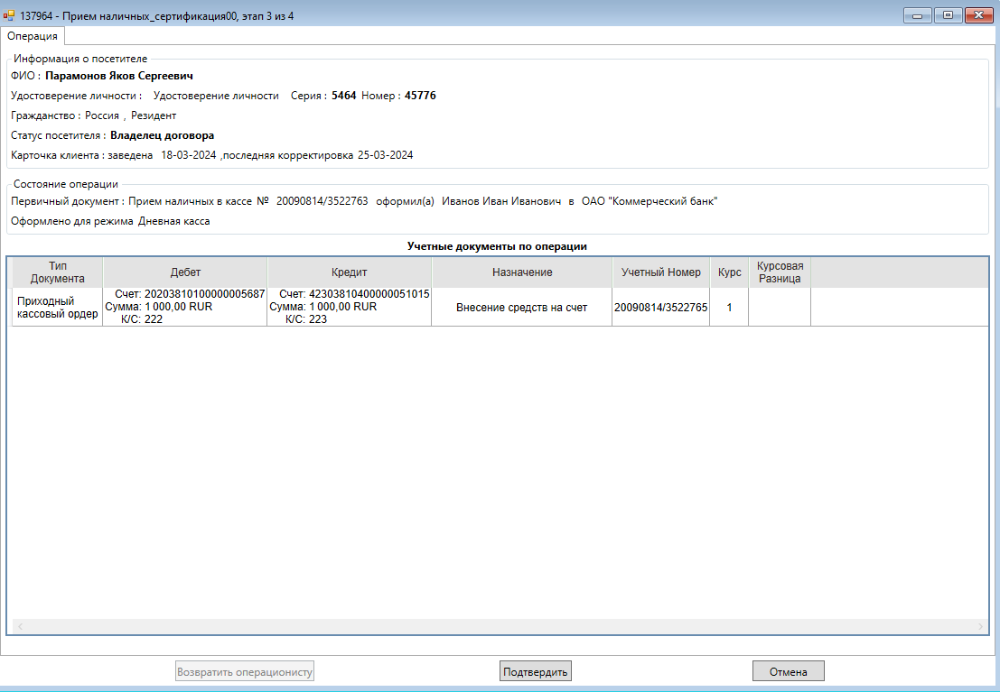 137964 - Прием наличных_сертификация00, этап 3 из 4
Операция
Информация о посетителе
ФИО : Парамонов Яков Сергеевич
Удостоверение личности : Удостоверение личности Серия : 5464 Номер : 45776
Гражданство : Россия , Резидент
Статус посетителя : Владелец договора
Карточка клиента : заведена 18-03-2024 ,последняя корректировка 25-03-2024
Состояние операции
Первичный документ : Прием наличных в кассе № 20090814/3522763 оформил(а) Иванов Иван Иванович в ОАО "Коммерческий банк"
Оформлено для режима Дневная касса
Учетные документы по операции
Тип Документа Дебет Кредит Назначение Учетный Номер Курс Курсовая Разница
Приходный кассовый ордер
Счет: 20203810100000005687
Сумма: 1 000,00 RUR
К/С: 222
Счет: 42303810400000051015
Сумма: 1 000,00 RUR
К/С: 223
Внесение средств на счет
20090814/3522765
1
Возвратить операционисту
Подтвердить
Отмена